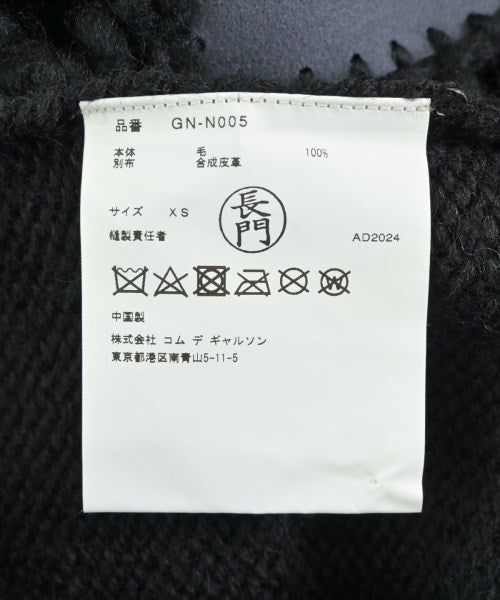 品番 GN-N005
本体 毛 100%
別布 合成皮革
サイズ XS
長門
縫製責任者 AD2024
W
中国製
株式会社 コム デ ギャルソン
東京都港区南青山5-11-5